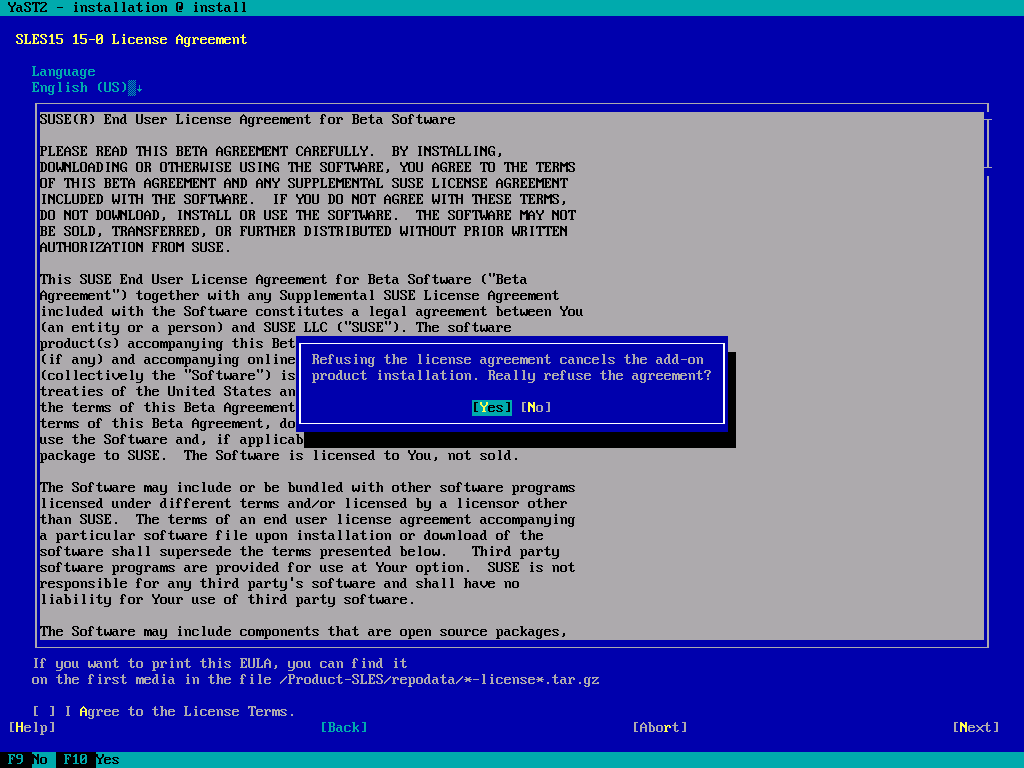 YaST2 - installation @ install
SLES15 15-0 License Agreement
Language
English (US)↓
SUSE(R) End User License Agreement for Beta Software
PLEASE READ THIS BETA AGREEMENT CAREFULLY.  BY INSTALLING,
DOWNLOADING OR OTHERWISE USING THE SOFTWARE, YOU AGREE TO THE TERMS
OF THIS BETA AGREEMENT AND ANY SUPPLEMENTAL SUSE LICENSE AGREEMENT
INCLUDED WITH THE SOFTWARE.  IF YOU DO NOT AGREE WITH THESE TERMS,
DO NOT DOWNLOAD, INSTALL OR USE THE SOFTWARE.  THE SOFTWARE MAY NOT
BE SOLD, TRANSFERRED, OR FURTHER DISTRIBUTED WITHOUT PRIOR WRITTEN
AUTHORIZATION FROM SUSE.
This SUSE End User License Agreement for Beta Software ("Beta
Agreement") together with any Supplemental SUSE License Agreement
included with the Software constitutes a legal agreement between You
(an entity or a person) and SUSE LLC ("SUSE"). The software
product(s) accompanying this Bet
(if any) and accompanying online
(collectively the "Software") is
treaties of the United States an
the terms of this Beta Agreement
terms of this Beta Agreement, do
use the Software and, if applicab
package to SUSE.  The Software is licensed to You, not sold.
Refusing the license agreement cancels the add-on
product installation. Really refuse the agreement?
[Yes] [No]
The Software may include or be bundled with other software programs
licensed under different terms and/or licensed by a licensor other
than SUSE.  The terms of an end user license agreement accompanying
a particular software file upon installation or download of the
software shall supersede the terms presented below.   Third party
software programs are provided for use at Your option.  SUSE is not
responsible for any third party's software and shall have no
liability for Your use of third party software.
The Software may include components that are open source packages,
If you want to print this EULA, you can find it
on the first media in the file /Product-SLES/repodata/*-license*.tar.gz
[ ] I Agree to the License Terms.
[Help] [Back] [Abort] [Next]
F9 No F10 Yes